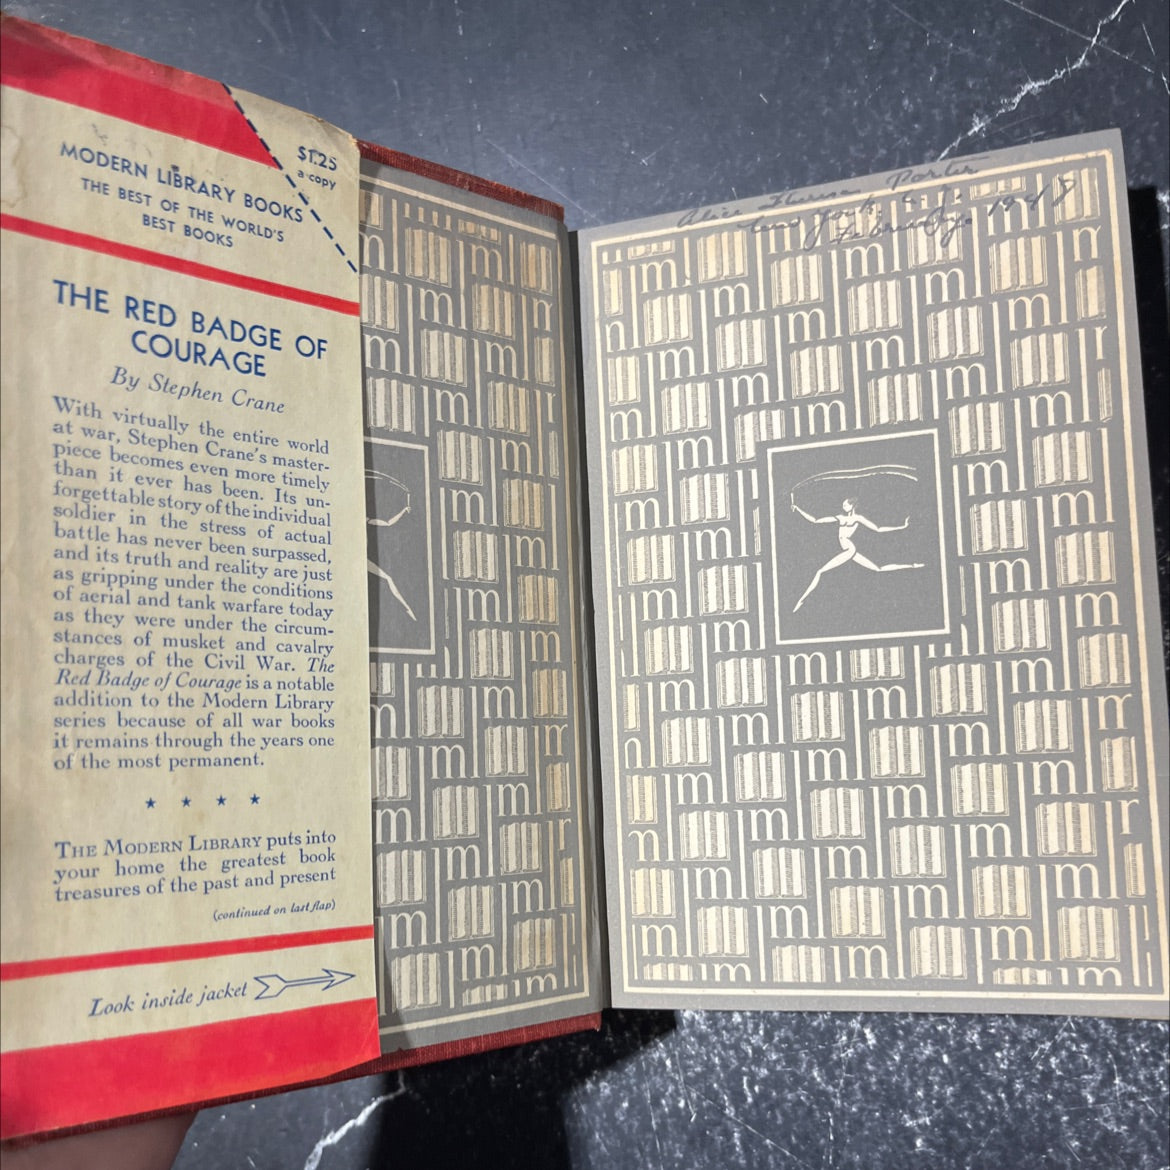 $1.25
a copy
MODERN LIBRARY BOOKS
THE BEST OF THE WORLD'S
BEST BOOKS
THE RED BADGE OF
COURAGE
By Stephen Crane
With virtually the entire world
at war, Stephen Crane's master-
piece becomes even more timely
than it ever has been. Its un-
forgettable story of the individual
soldier in the stress of actual
battle has never been surpassed,
and its truth and reality are just
as gripping under the conditions
of aerial and tank warfare today
as they were under the circum-
stances of musket and cavalry
charges of the Civil War. The
Red Badge of Courage is a notable
addition to the Modern Library
series because of all war books
it remains through the years one
of the most permanent.
★ ★ ★ ★
THE MODERN LIBRARY puts into
your home the greatest book
treasures of the past and present
(continued on last flap)
Look inside jacket
Alice Theresa Porter
New York,
February, 1948